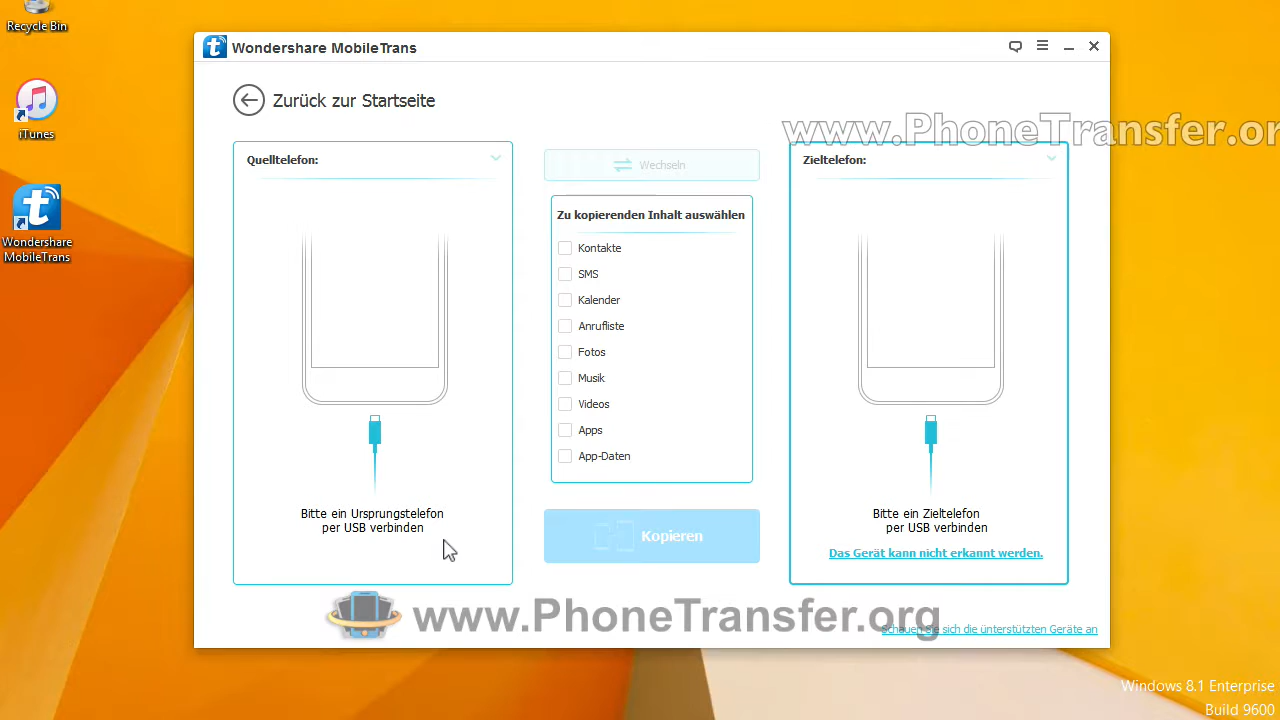 Recycle Bin
iTunes
Wondershare
MobileTrans
Wondershare MobileTrans
Zurück zur Startseite
www.PhoneTransfer.or
Quelltelefon:
Wechseln
Zieltelefon:
Zu kopierenden Inhalt auswählen
Kontakte
SMS
Kalender
Anrufliste
Fotos
Musik
Videos
Apps
App-Daten
Bitte ein Ursprungstelefon
per USB verbinden
Kopieren
Bitte ein Zieltelefon
per USB verbinden
Das Gerät kann nicht erkannt werden.
www.PhoneTransfer.org
Schauen Sie sich die ünterstützten Geräte an
Windows 8.1 Enterprise
Build 9600